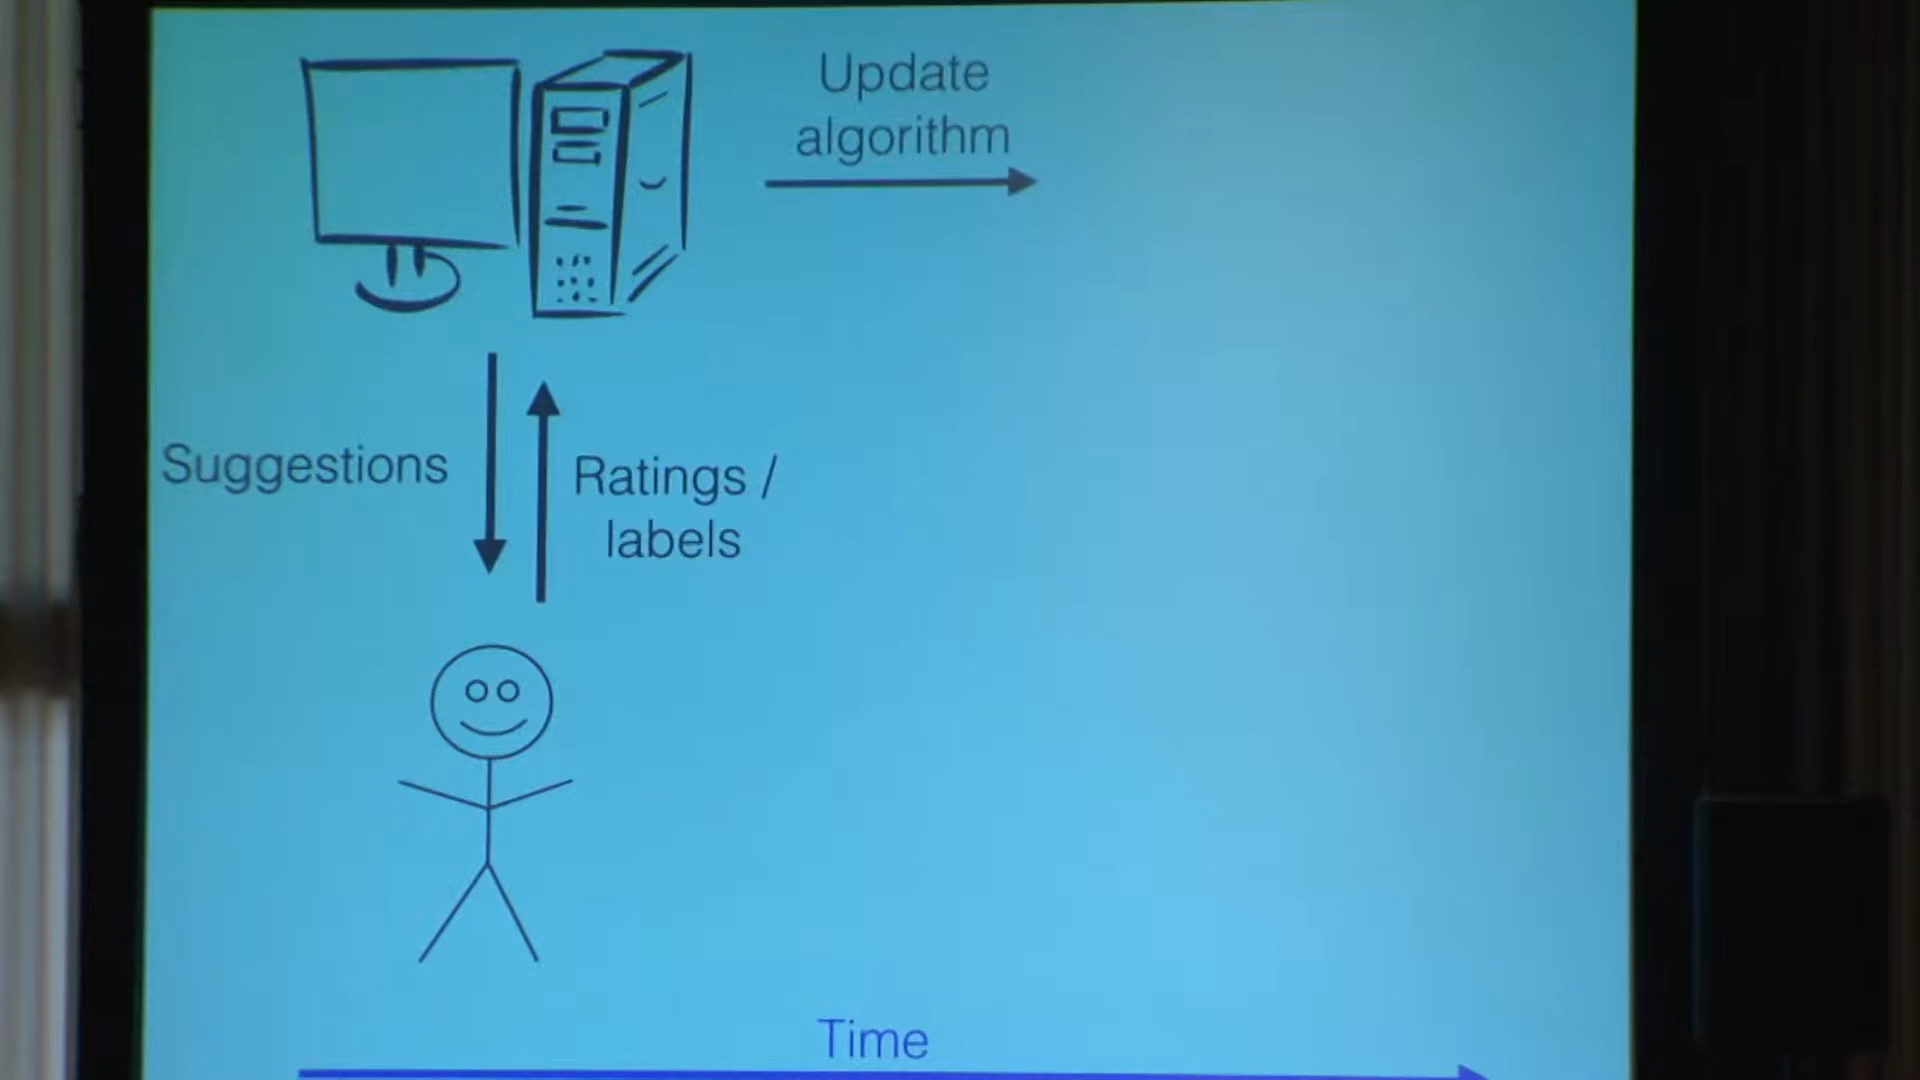 Update
algorithm
Suggestions
Ratings /
labels
Time